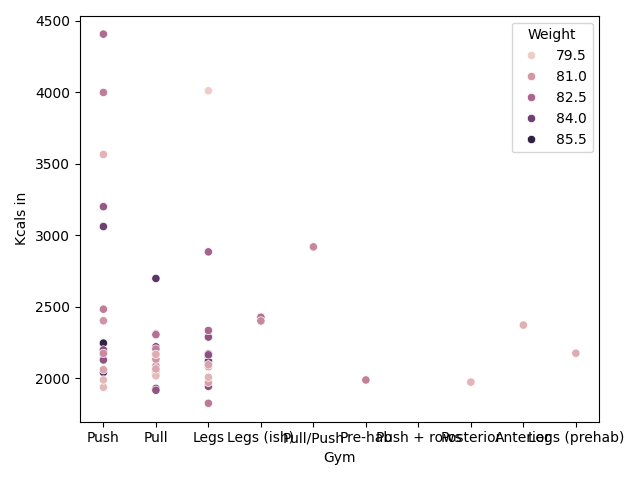 Kcals in
4500
4000
3500
3000
2500
2000
Weight
79.5
81.0
82.5
84.0
85.5
Push
Pull
Legs
Legs (ish)
Pull/Push
Pre-hab
Push + rows
Posterior
Anterior
Legs (prehab)
Gym